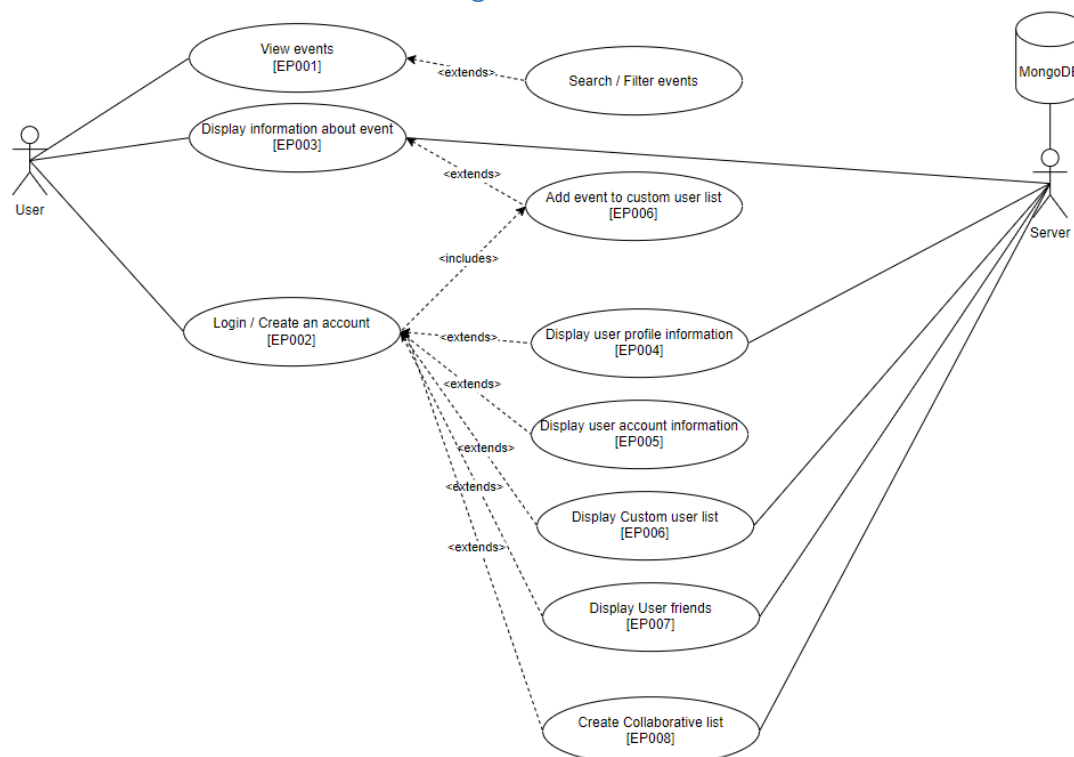 View events
[EP001]
<extends>
Search / Filter events
MongoDB
Display information about event
[EP003]
<extends>
User
Add event to custom user list
[EP006]
Server
<includes>
Login / Create an account
[EP002]
<extends>
Display user profile information
[EP004]
<extends>
Display user account information
[EP005]
<extends>
<extends>
Display Custom user list
[EP006]
<extends>
Display User friends
[EP007]
Create Collaborative list
[EP008]